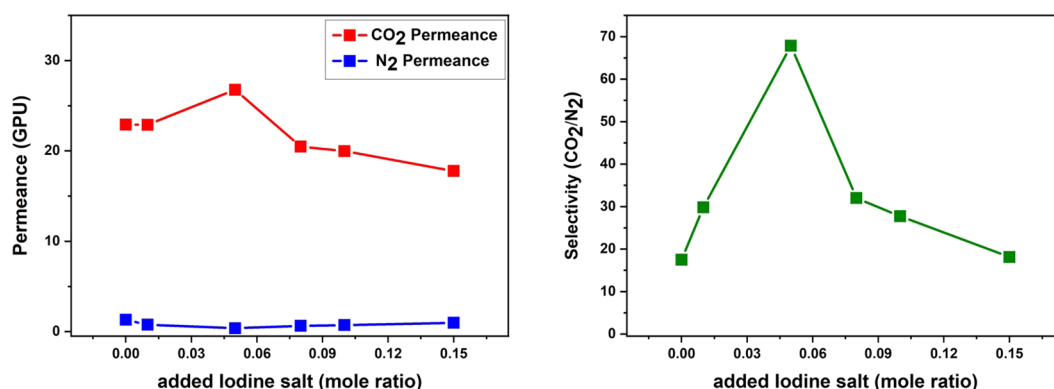 CO2 Permeance
N2 Permeance
Permeance (GPU)
30
20
10
0
0.00 0.03 0.06 0.09 0.12 0.15
added Iodine salt (mole ratio)
Selectivity (CO2/N2)
70
60
50
40
30
20
10
0
0.00 0.03 0.06 0.09 0.12 0.15
added Iodine salt (mole ratio)